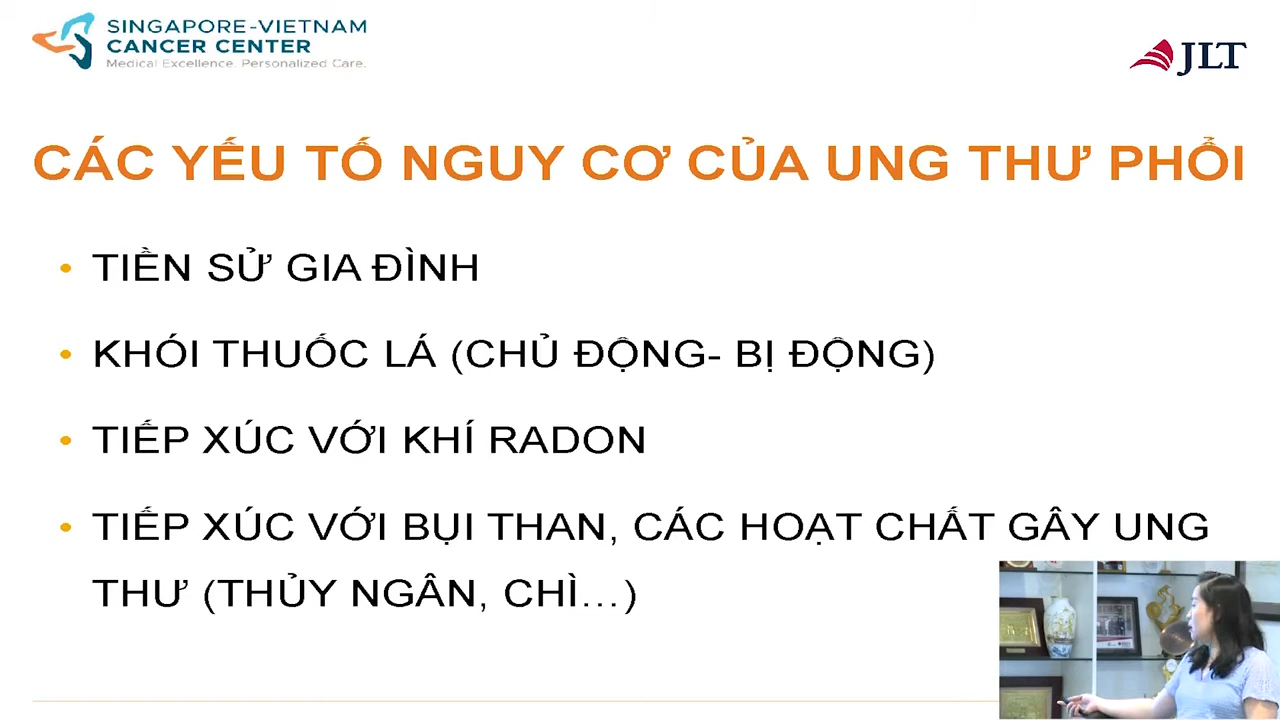 SINGAPORE-VIETNAM
CANCER CENTER
Medical Excellence. Personalized Care.
JLT
CÁC YẾU TỐ NGUY CƠ CỦA UNG THƯ PHỔI
• TIỀN SỬ GIA ĐÌNH
• KHÓI THUỐC LÁ (CHỦ ĐỘNG- BỊ ĐỘNG)
• TIẾP XÚC VỚI KHÍ RADON
• TIẾP XÚC VỚI BỤI THAN, CÁC HOẠT CHẤT GÂY UNG
THƯ (THỦY NGÂN, CHÌ...)